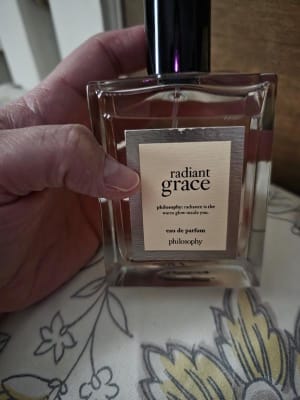 radiant
grace
philosophy: radiance is the
warm glow inside you.
eau de parfum
philosophy